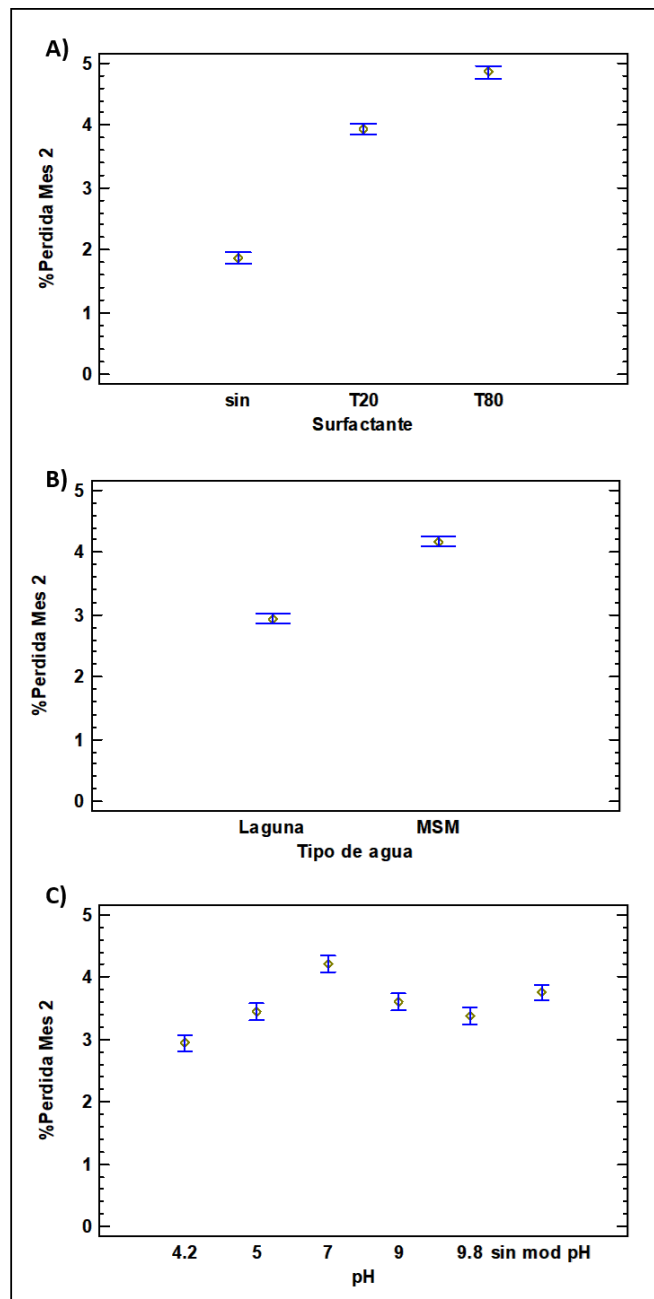 A)
5
4
3
2
1
0
%Perdida Mes 2
sin T20 T80
Surfactante
B)
5
4
3
2
1
0
%Perdida Mes 2
Laguna MSM
Tipo de agua
C)
5
4
3
2
1
0
%Perdida Mes 2
4.2 5 7 9 9.8 sin mod pH
pH